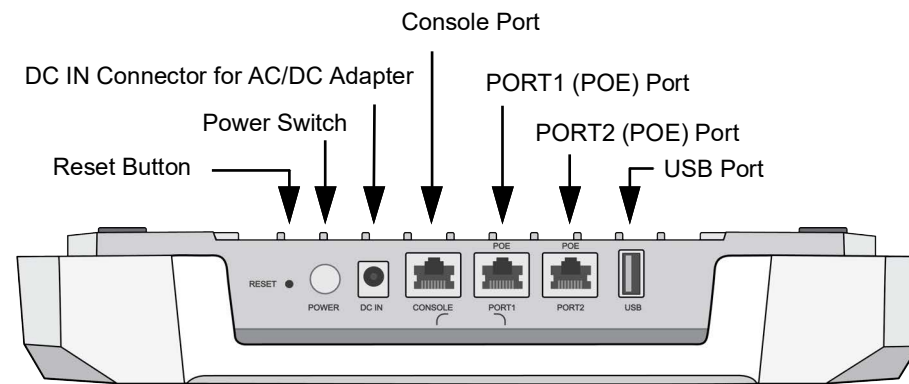 Console Port
DC IN Connector for AC/DC Adapter
PORT1 (POE) Port
Power Switch
PORT2 (POE) Port
Reset Button
USB Port
POE
POE
RESET
POWER
DC IN
CONSOLE
PORT1
PORT2
USB